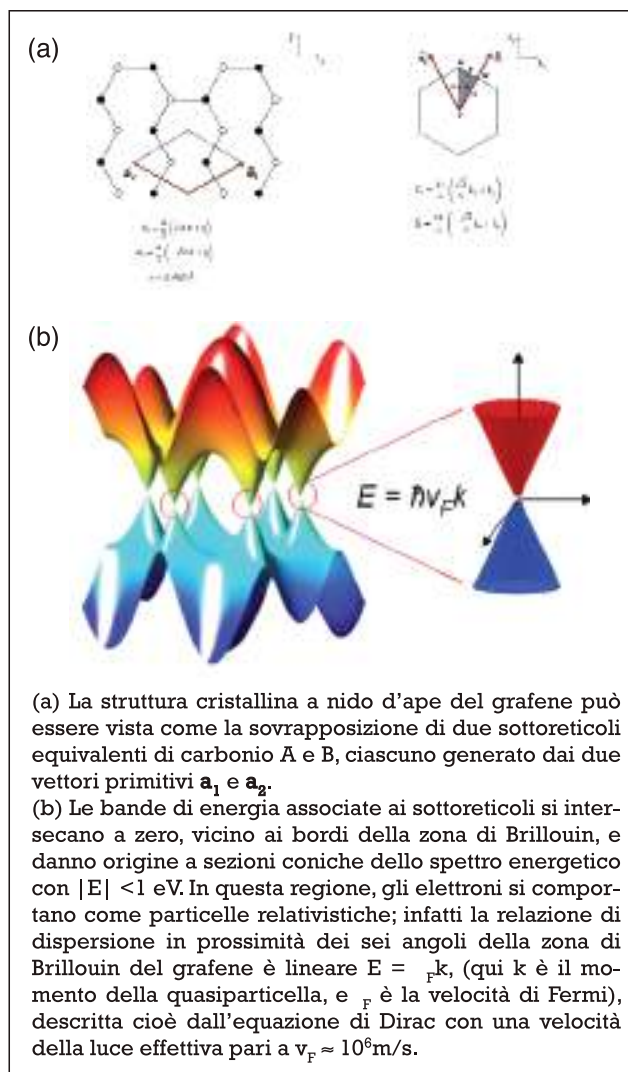 (a)
a₁
(b)
E = ħv_F k
(a) La struttura cristallina a nido d'ape del grafene può
essere vista come la sovrapposizione di due sottoreticoli
equivalenti di carbonio A e B, ciascuno generato dai due
vettori primitivi a₁ e a₂.
(b) Le bande di energia associate ai sottoreticoli si inter-
secano a zero, vicino ai bordi della zona di Brillouin, e
danno origine a sezioni coniche dello spettro energetico
con |E| <1 eV. In questa regione, gli elettroni si compor-
tano come particelle relativistiche; infatti la relazione di
dispersione in prossimità dei sei angoli della zona di
Brillouin del grafene è lineare E = _F k, (qui k è il mo-
mento della quasiparticella, e _F è la velocità di Fermi),
descritta cioè dall'equazione di Dirac con una velocità
della luce effettiva pari a v_F ≈ 10⁶m/s.